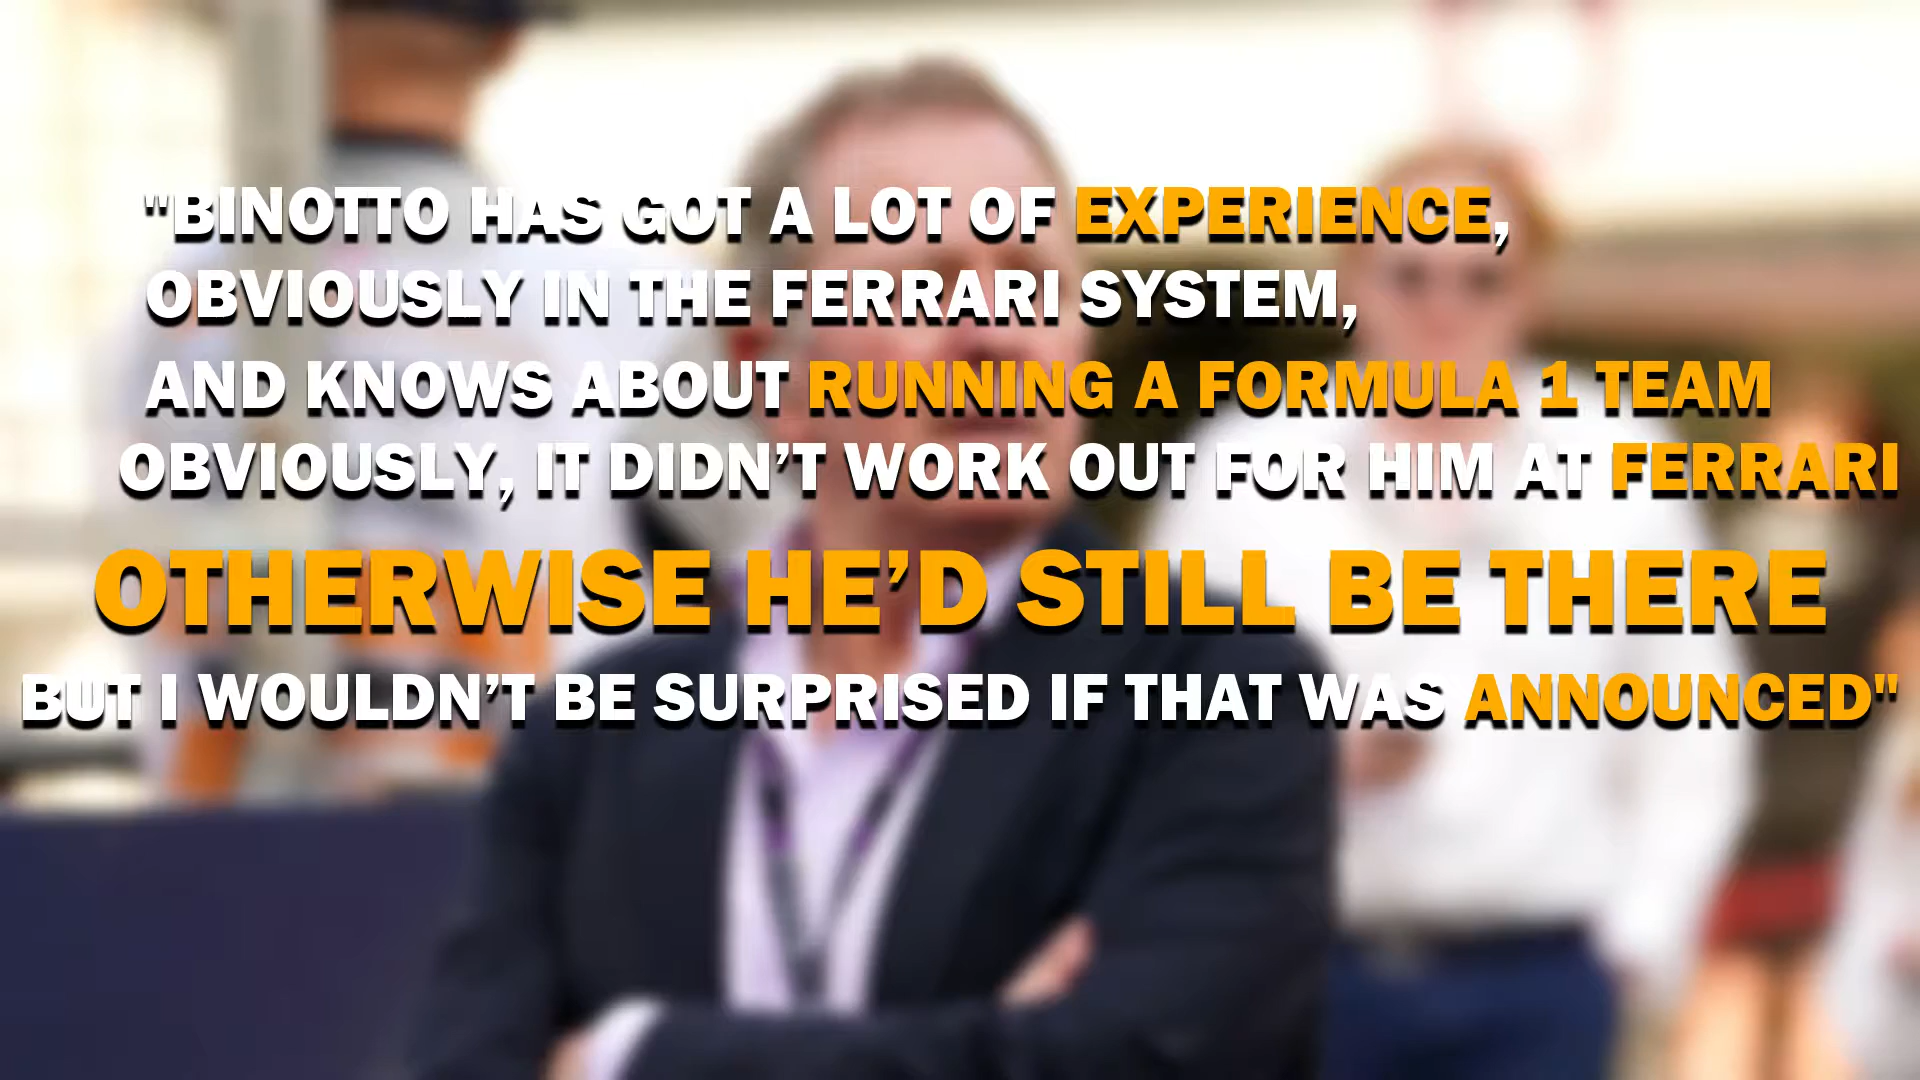 "BINOTTO HAS GOT A LOT OF EXPERIENCE,
OBVIOUSLY IN THE FERRARI SYSTEM,
AND KNOWS ABOUT RUNNING A FORMULA 1 TEAM
OBVIOUSLY, IT DIDN’T WORK OUT FOR HIM AT FERRARI
OTHERWISE HE’D STILL BE THERE
BUT I WOULDN’T BE SURPRISED IF THAT WAS ANNOUNCED"